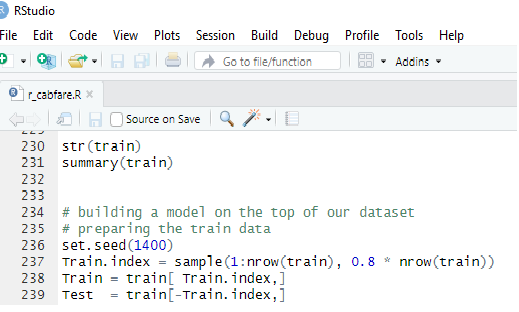 RStudio
File Edit Code View Plots Session Build Debug Profile Tools Help
Go to file/function Addins
r_cabfare.R
Source on Save
230 str(train)
231 summary(train)
232
233
234 # building a model on the top of our dataset
235 # preparing the train data
236 set.seed(1400)
237 Train.index = sample(1:nrow(train), 0.8 * nrow(train))
238 Train = train[ Train.index,]
239 Test  = train[-Train.index,]